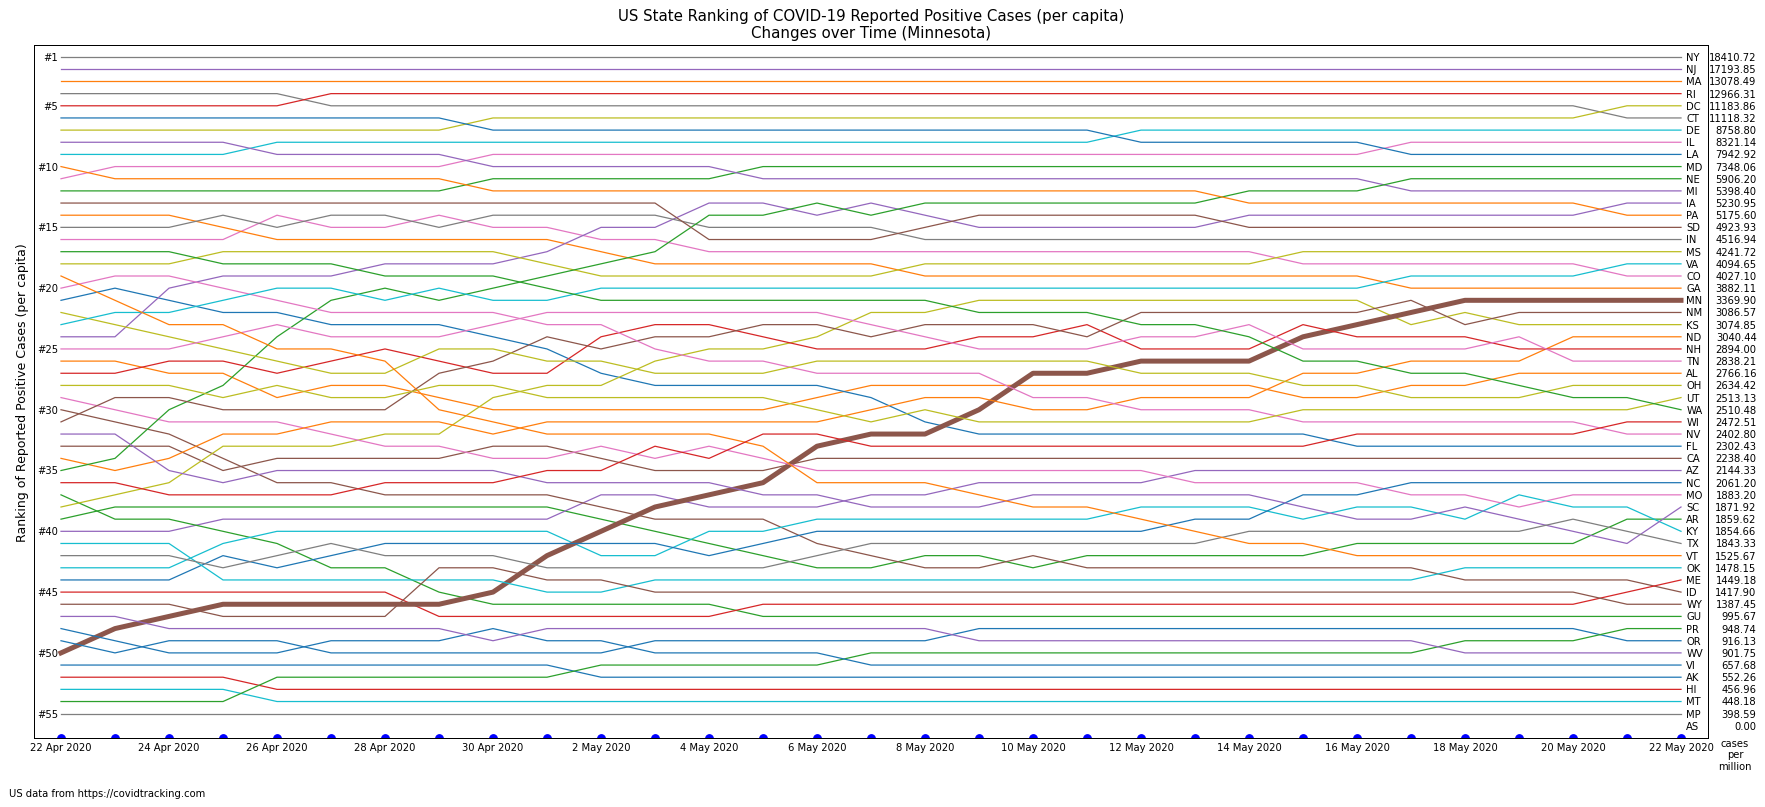 US State Ranking of COVID-19 Reported Positive Cases (per capita)
Changes over Time (Minnesota)
Ranking of Reported Positive Cases (per capita)
#1
#5
#10
#15
#20
#25
#30
#35
#40
#45
#50
#55
NY 18410.72
NJ 17193.85
MA 13078.49
RI 12966.31
DC 11183.86
CT 11118.32
DE 8758.80
IL 8321.14
LA 7942.92
MD 7348.06
NE 5906.20
MI 5398.40
IA 5230.95
PA 5175.60
SD 4923.93
IN 4516.94
MS 4241.72
VA 4094.65
CO 4027.10
GA 3882.11
MN 3369.90
NM 3086.57
KS 3074.85
ND 3040.44
NH 2894.00
TN 2838.21
AL 2766.16
OH 2634.42
UT 2513.13
WA 2510.48
WI 2472.51
NV 2402.80
FL 2302.43
CA 2238.40
AZ 2144.33
NC 2061.20
MO 1883.20
SC 1871.92
AR 1859.62
KY 1854.66
TX 1843.33
VT 1525.67
OK 1478.15
ME 1449.18
ID 1417.90
WY 1387.45
GU 995.67
PR 948.74
OR 916.13
WV 901.75
VI 657.68
AK 552.26
HI 456.96
MT 448.18
MP 398.59
AS 0.00
22 Apr 2020 24 Apr 2020 26 Apr 2020 28 Apr 2020 30 Apr 2020 2 May 2020 4 May 2020 6 May 2020 8 May 2020 10 May 2020 12 May 2020 14 May 2020 16 May 2020 18 May 2020 20 May 2020 22 May 2020
cases
per
million
US data from https://covidtracking.com